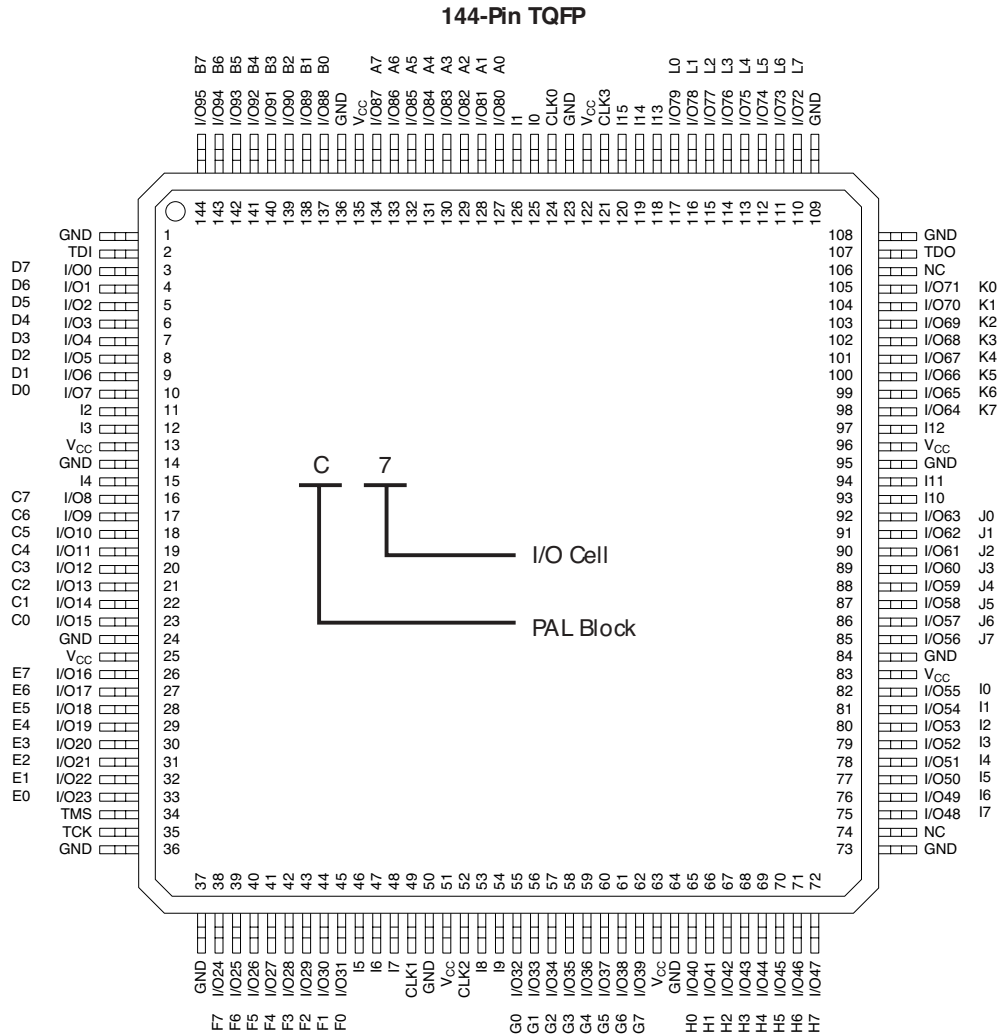 144-Pin TQFP
B7 B6 B5 B4 B3 B2 B1 B0 A7 A6 A5 A4 A3 A2 A1 A0 L0 L1 L2 L3 L4 L5 L6 L7
I/O95 I/O94 I/O93 I/O92 I/O91 I/O90 I/O89 I/O88 GND VCC I/O87 I/O86 I/O85 I/O84 I/O83 I/O82 I/O81 I/O80 I1 I0 CLK0 GND VCC CLK3 I15 I14 I13 I/O79 I/O78 I/O77 I/O76 I/O75 I/O74 I/O73 I/O72 GND
144 143 142 141 140 139 138 137 136 135 134 133 132 131 130 129 128 127 126 125 124 123 122 121 120 119 118 117 116 115 114 113 112 111 110 109
GND 1 108 GND
TDI 2 107 TDO
D7 I/O0 3 106 NC
D6 I/O1 4 105 I/O71 K0
D5 I/O2 5 104 I/O70 K1
D4 I/O3 6 103 I/O69 K2
D3 I/O4 7 102 I/O68 K3
D2 I/O5 8 101 I/O67 K4
D1 I/O6 9 100 I/O66 K5
D0 I/O7 10 99 I/O65 K6
I2 11 98 I/O64 K7
I3 12 97 I12
VCC 13 96 VCC
GND 14 95 GND
I4 15 94 I11
C7 I/O8 16 93 I10
C6 I/O9 17 92 I/O63 J0
C5 I/O10 18 91 I/O62 J1
C4 I/O11 19 90 I/O61 J2
C3 I/O12 20 89 I/O60 J3
C2 I/O13 21 88 I/O59 J4
C1 I/O14 22 87 I/O58 J5
C0 I/O15 23 86 I/O57 J6
GND 24 85 I/O56 J7
VCC 25 84 GND
E7 I/O16 26 83 VCC
E6 I/O17 27 82 I/O55 I0
E5 I/O18 28 81 I/O54 I1
E4 I/O19 29 80 I/O53 I2
E3 I/O20 30 79 I/O52 I3
E2 I/O21 31 78 I/O51 I4
E1 I/O22 32 77 I/O50 I5
E0 I/O23 33 76 I/O49 I6
TMS 34 75 I/O48 I7
TCK 35 74 NC
GND 36 73 GND
C 7
I/O Cell
PAL Block
37 38 39 40 41 42 43 44 45 46 47 48 49 50 51 52 53 54 55 56 57 58 59 60 61 62 63 64 65 66 67 68 69 70 71 72
GND I/O24 I/O25 I/O26 I/O27 I/O28 I/O29 I/O30 I/O31 I5 I6 I7 CLK1 GND VCC CLK2 I8 I9 I/O32 I/O33 I/O34 I/O35 I/O36 I/O37 I/O38 I/O39 VCC GND I/O40 I/O41 I/O42 I/O43 I/O44 I/O45 I/O46 I/O47
F7 F6 F5 F4 F3 F2 F1 F0 G0 G1 G2 G3 G4 G5 G6 G7 H0 H1 H2 H3 H4 H5 H6 H7